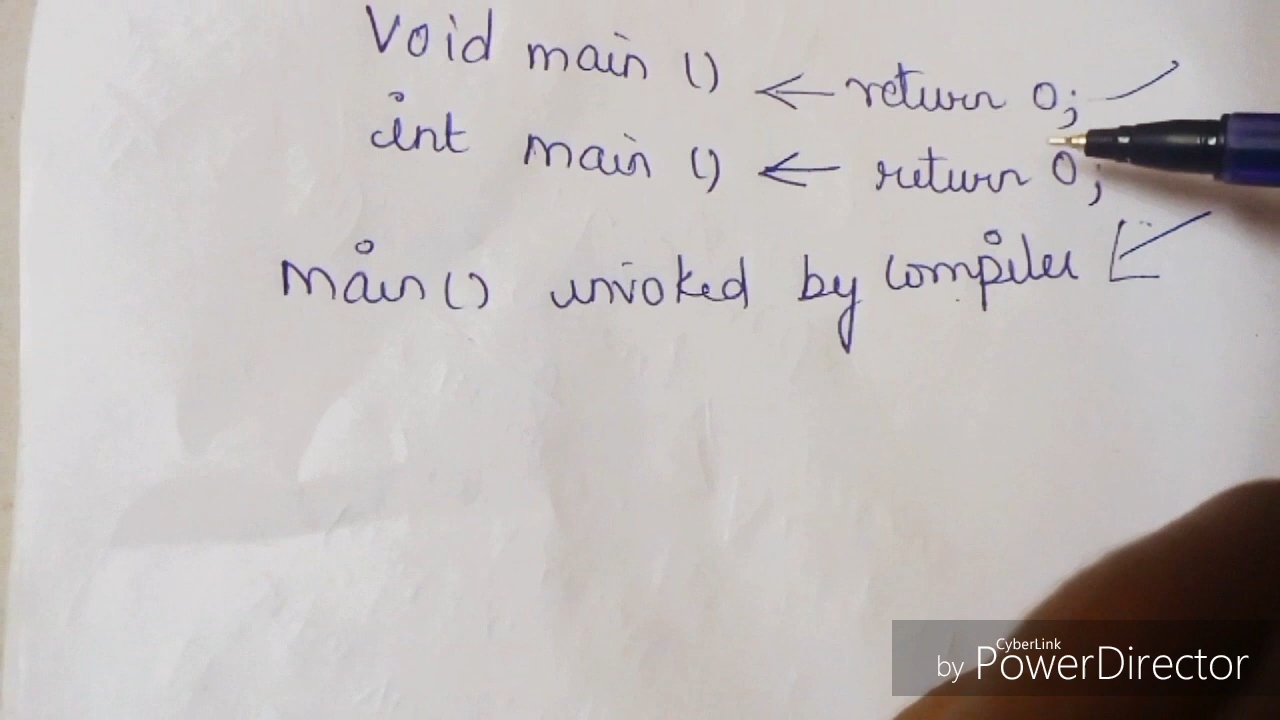 Void main () ← return 0;
int main () ← return 0;
main () invoked by compiler
CyberLink
by PowerDirector